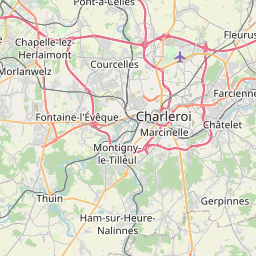 Pont-à-Celles
Fleurus
Chapelle-lez-
Herlaimont
Courcelles
Morlanwelz
Farciennes
Fontaine-l'Évêque
Charleroi
Marcinelle
Châtelet
Montigny-
le-Tilleul
Thuin
Gerpinnes
Ham-sur-Heure-
Nalinnes